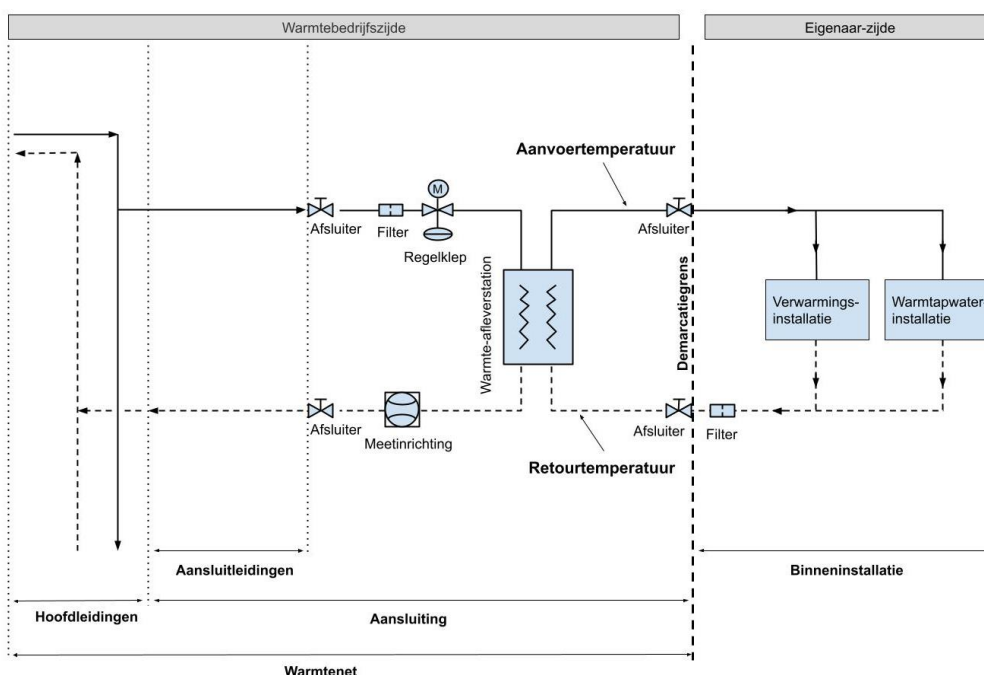 Warmtebedrijfszijde
Eigenaar-zijde
Aanvoertemperatuur
M
Afsluiter
Filter
Regelklep
Afsluiter
Warmte-afleverstation
Demarcatiegrens
Verwarmings-
installatie
Warmtapwater-
installatie
Afsluiter
Meetinrichting
Afsluiter
Filter
Retourtemperatuur
Aansluitleidingen
Binneninstallatie
Hoofdleidingen
Aansluiting
Warmtenet